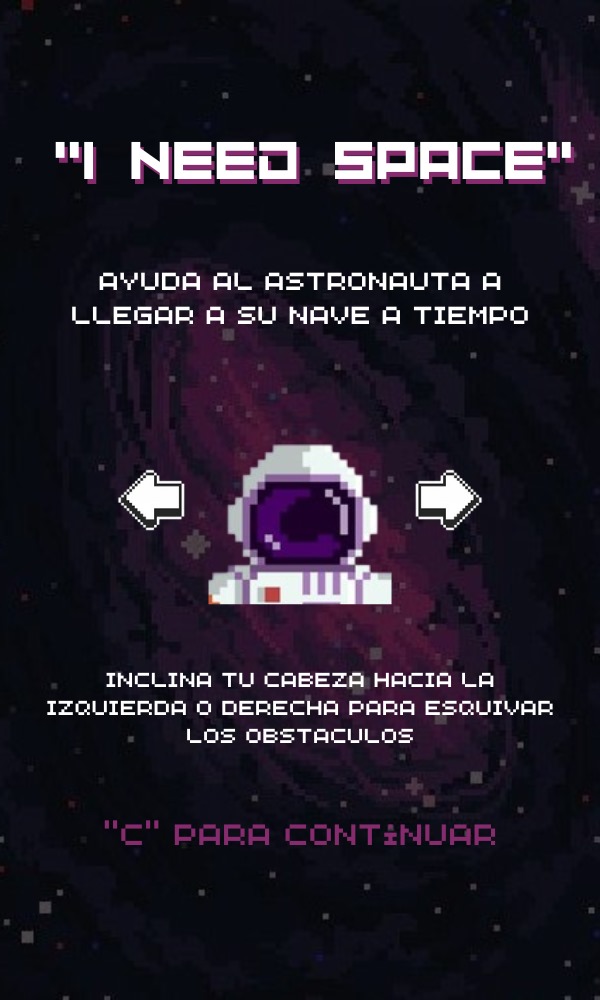 "I NEED SPACE"
AYUDA AL ASTRONAUTA A
LLEGAR A SU NAVE A TIEMPO
INCLINA TU CABEZA HACIA LA
IZQUIERDA O DERECHA PARA ESQUIVAR
LOS OBSTACULOS
"C" PARA CONTINUAR